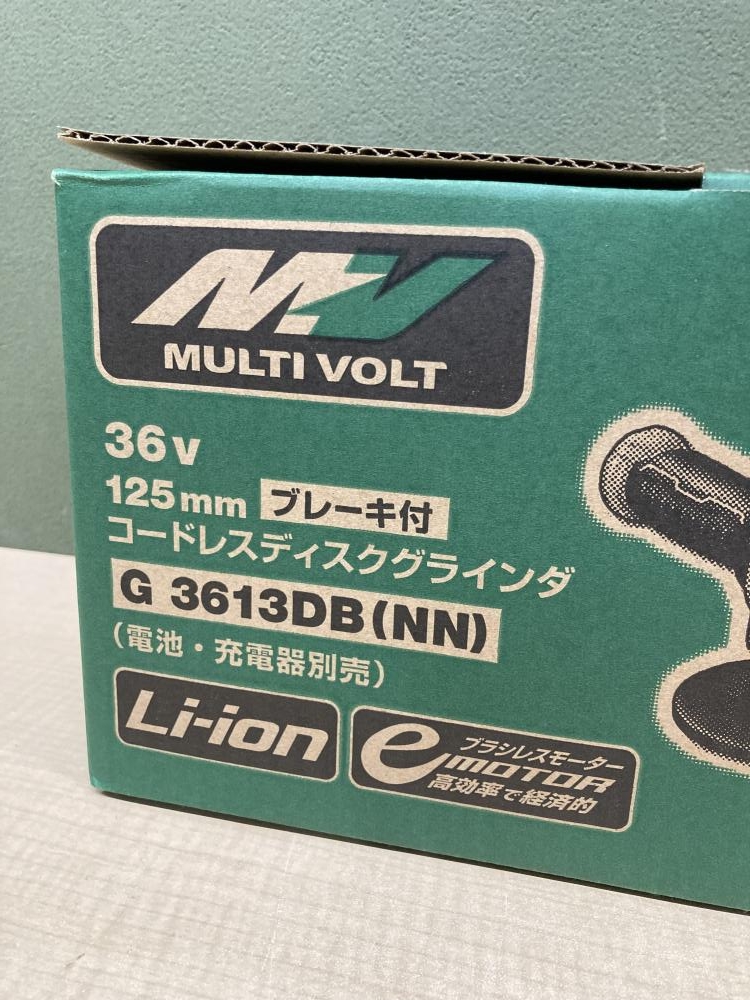 MV
MULTI VOLT
36V
125mm ブレーキ付
コードレスディスクグラインダ
G 3613DB(NN)
(電池・充電器別売)
Li-ion
ブラシレスモーター
eMOTOR
高効率で経済的